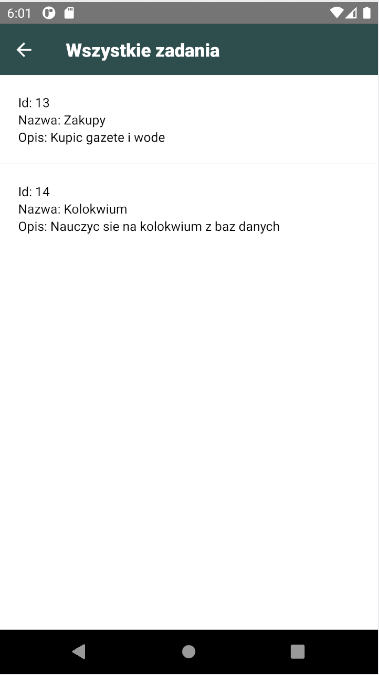 6:01
Wszystkie zadania
Id: 13
Nazwa: Zakupy
Opis: Kupic gazete i wode
Id: 14
Nazwa: Kolokwium
Opis: Nauczyc sie na kolokwium z baz danych